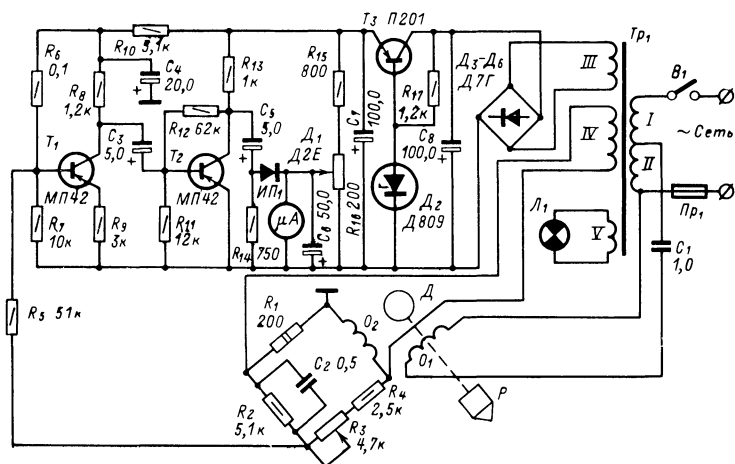 T₃ П201
R₆ 0,1
R₁₀ 5,1к
R₈ 1,2к
C₄ 20,0
+
R₁₃ 1к
R₁₅ 800
C₇ 100,0
+
R₁₇ 1,2к
C₈ 100,0
+
Д₃-Д₆ Д7Г
Тр₁
III
B₁
IV
I
II
~ Сеть
Пр₁
T₁
МП42
C₃ 5,0
+
R₁₂ 62к
T₂
МП42
C₅ 5,0
+
Д₁ Д2Е
ИП₁
μА
C₆ 50,0
+
R₁₆ 200
Д₂ Д809
Л₁
V
C₁ 1,0
R₇ 10к
R₉ 3к
R₁₁ 12к
R₁₄ 750
R₅ 51к
R₁ 200
O₂
Д
O₁
C₂ 0,5
R₂ 5,1к
R₃ 4,7к
R₄ 2,5к
P